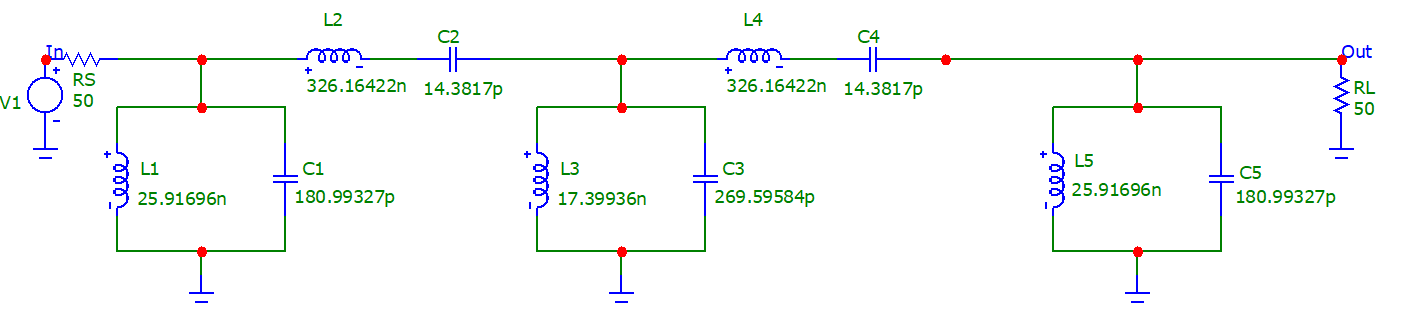 In
RS
50
V1
L2
326.16422n
C2
14.3817p
L4
326.16422n
C4
14.3817p
Out
RL
50
L1
25.91696n
C1
180.99327p
L3
17.39936n
C3
269.59584p
L5
25.91696n
C5
180.99327p